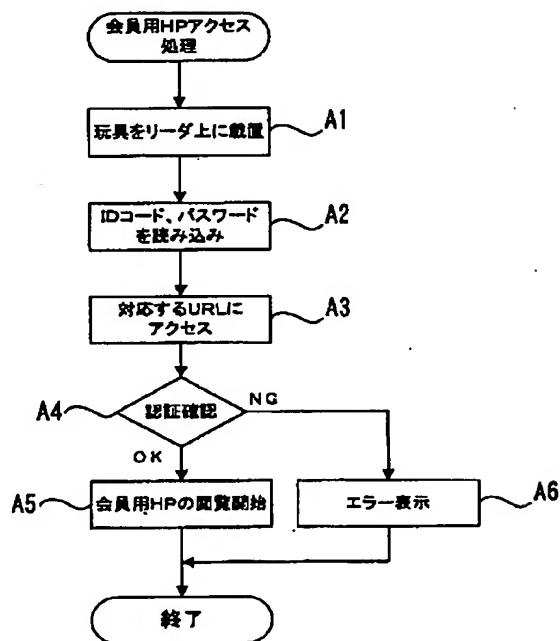 会員用HPアクセス
処理
玩具をリーダ上に載置
A1
IDコード、パスワード
を読み込み
A2
対応するURLに
アクセス
A3
A4
認証確認
NG
OK
A5
会員用HPの閲覧開始
エラー表示
A6
終了